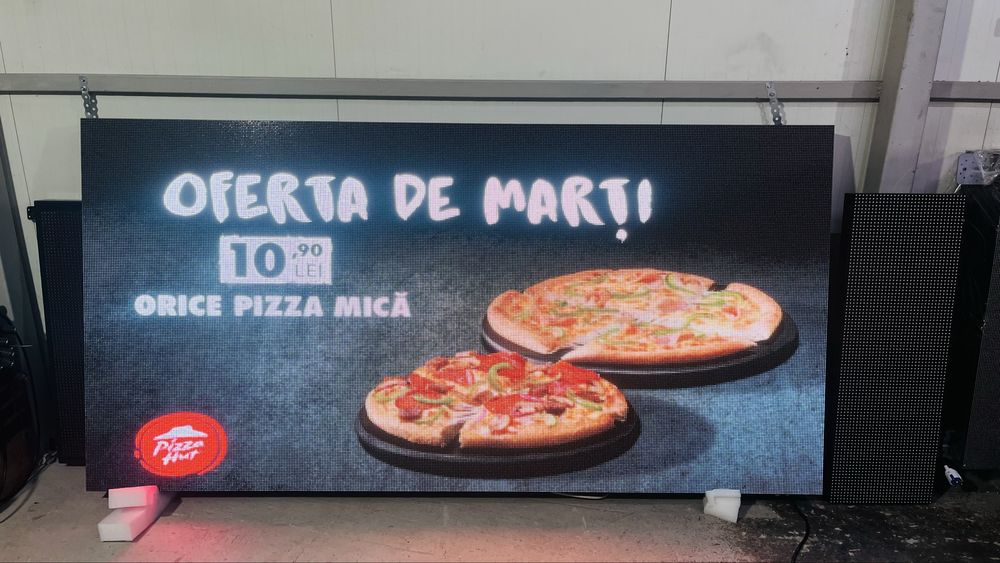 OFERTA DE MARȚI
10,90
LEI
ORICE PIZZA MICĂ
Pizza
Hut